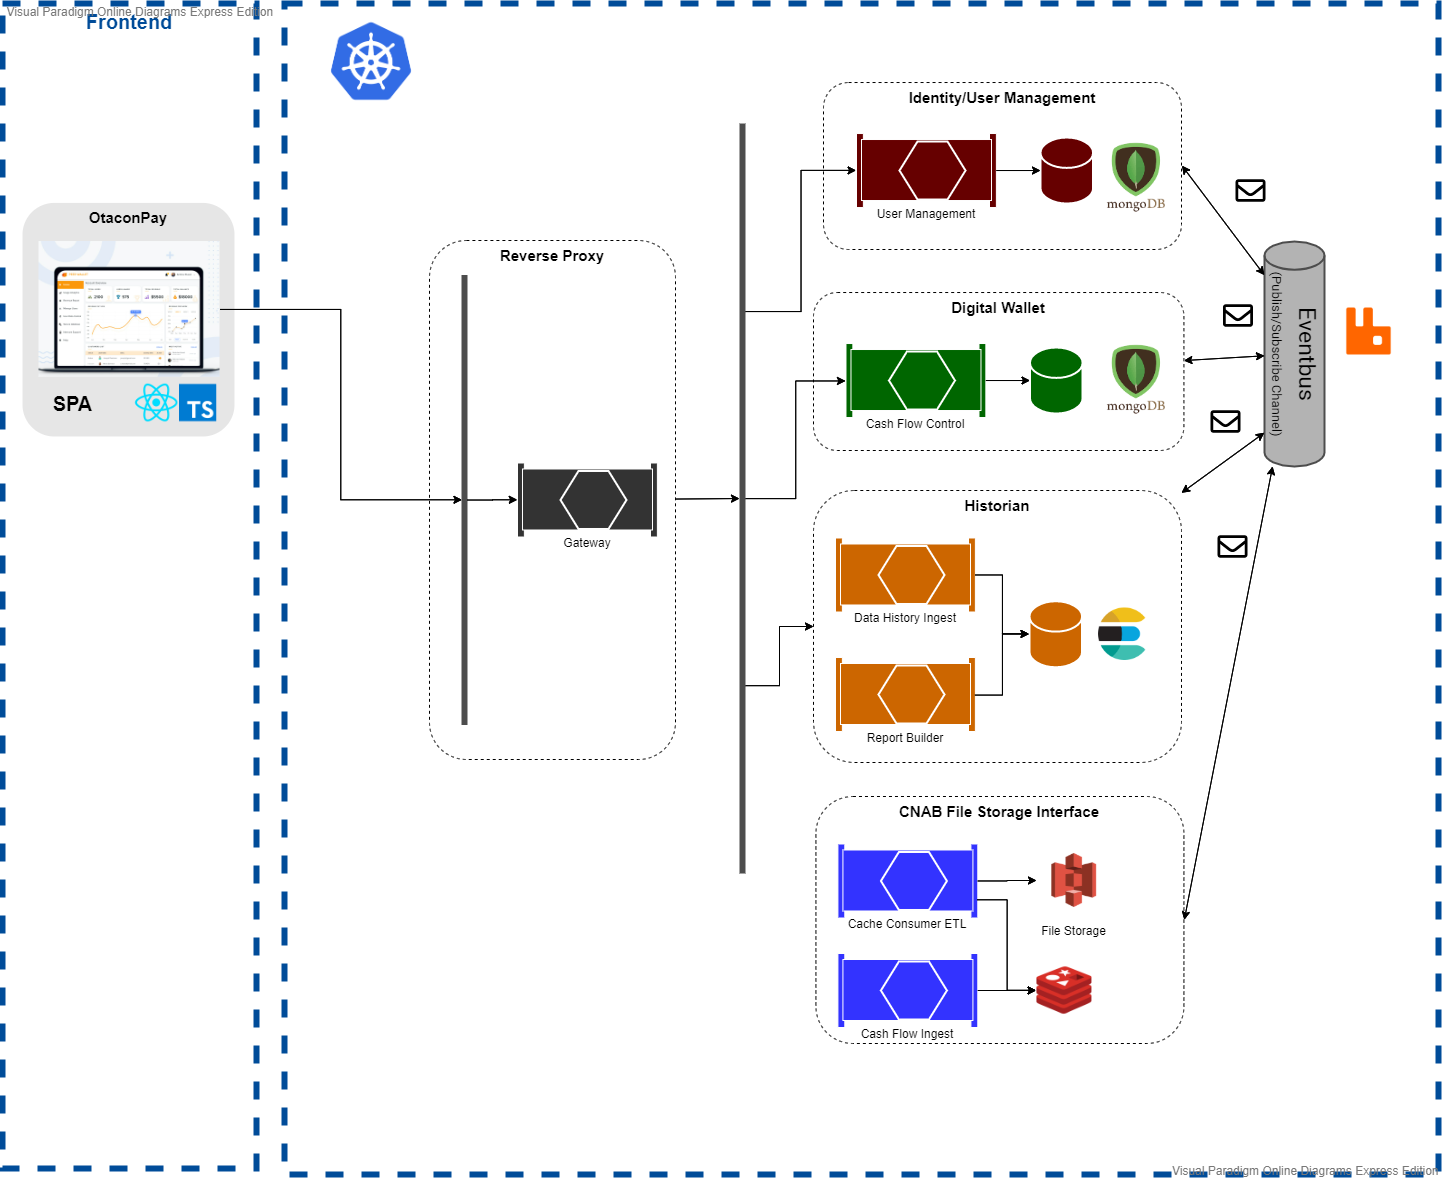 Visual Paradigm Online Diagrams Express Edition
Frontend
OtaconPay
SPA
TS
Reverse Proxy
Gateway
Identity/User Management
User Management
mongoDB
Digital Wallet
Cash Flow Control
mongoDB
Eventbus
(Publish/Subscribe Channel)
Historian
Data History Ingest
Report Builder
CNAB File Storage Interface
Cache Consumer ETL
File Storage
Cash Flow Ingest
Visual Paradigm Online Diagrams Express Edition